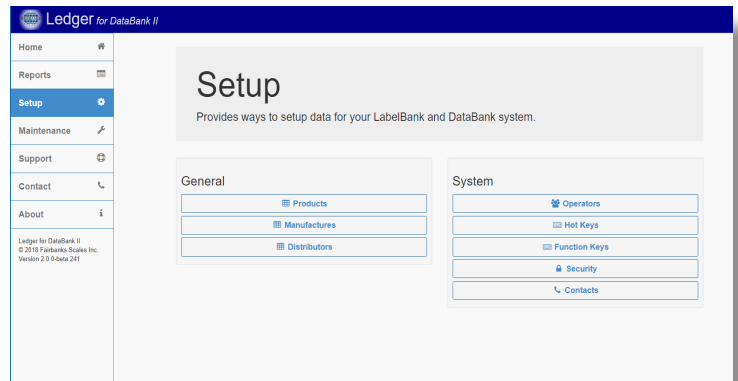 Ledger for DataBank II
Home
Reports
Setup
Maintenance
Support
Contact
About
Ledger for DataBank II
© 2018 Fairbanks Scales Inc.
Version 2.0.0-beta 241
Setup
Provides ways to setup data for your LabelBank and DataBank system.
General
Products
Manufactures
Distributors
System
Operators
Hot Keys
Function Keys
Security
Contacts